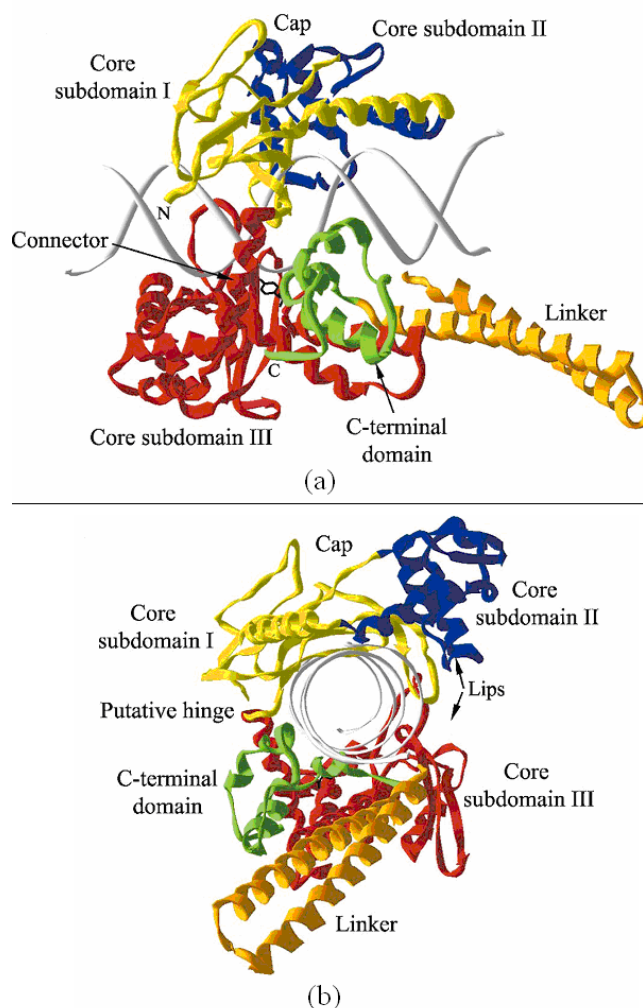 Cap
Core subdomain II
Core
subdomain I
N
Connector
Linker
C
Core subdomain III
C-terminal
domain
(a)
Cap
Core
subdomain I
Core
subdomain II
Lips
Putative hinge
C-terminal
domain
Core
subdomain III
Linker
(b)